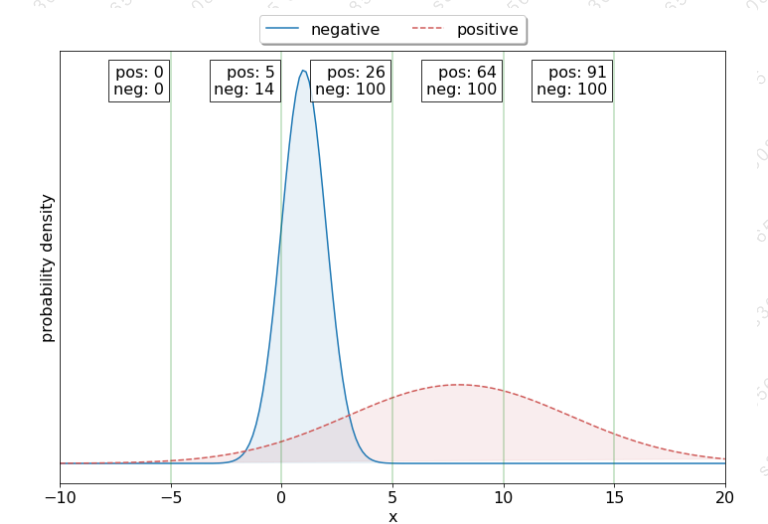 negative positive
pos: 0
neg: 0
pos: 5
neg: 14
pos: 26
neg: 100
pos: 64
neg: 100
pos: 91
neg: 100
probability density
−10 −5 0 5 10 15 20
x